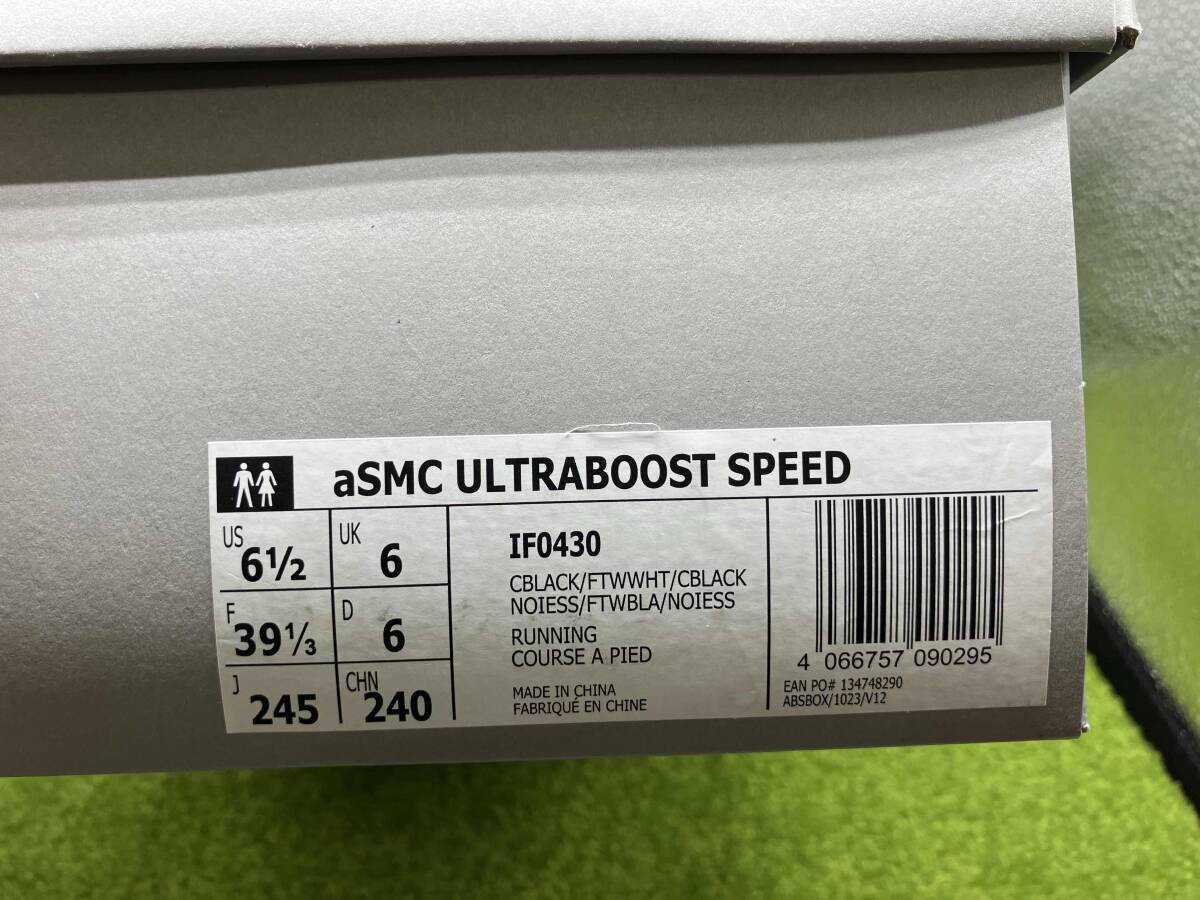 aSMC ULTRABOOST SPEED
US 6½ UK 6
F 39⅓ D 6
J 245 CHN 240
IF0430
CBLACK/FTWWHT/CBLACK
NOIESS/FTWBLA/NOIESS
RUNNING
COURSE A PIED
MADE IN CHINA
FABRIQUÉ EN CHINE
4 066757 090295
EAN PO# 134748290
ABSBOX/1023/V12